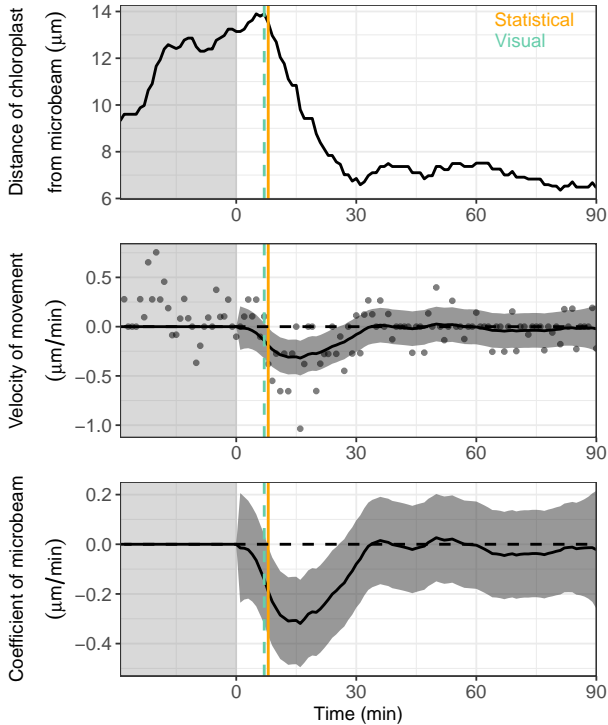 Distance of chloroplast
from microbeam (μm)
14
12
10
8
6
Statistical
Visual
0
30
60
90
Velocity of movement
(μm/min)
0.5
0.0
−0.5
−1.0
0
30
60
90
Coefficient of microbeam
(μm/min)
0.2
0.0
−0.2
−0.4
0
30
60
90
Time (min)